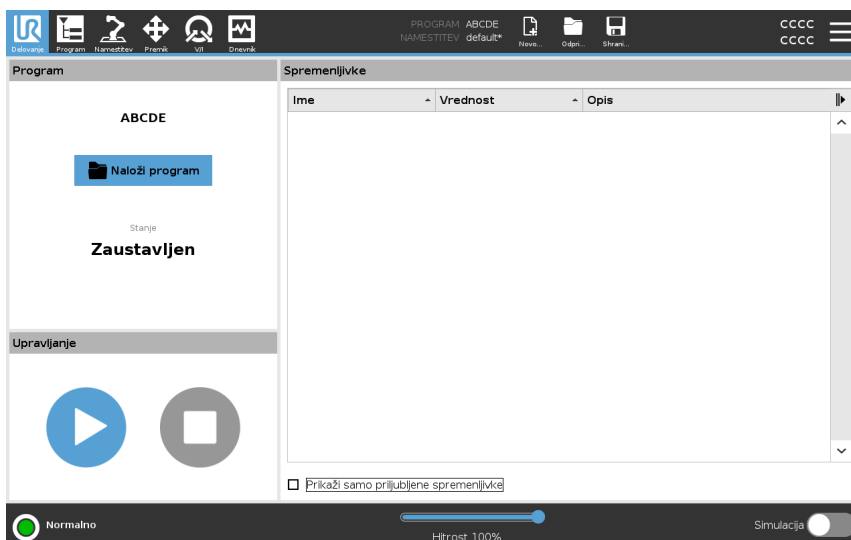 PROGRAM ABCDE
NAMESTITEV default*
CCCC
CCCC
Delovanje Program Namestitev Premik V/I Dnevnik Novo... Odpri... Shrani...
Program
ABCDE
Naloži program
Stanje
Zaustavljen
Upravljanje
Spremenljivke
Ime Vrednost Opis
Prikaži samo priljubljene spremenljivke
Normalno
Hitrost 100%
Simulacija